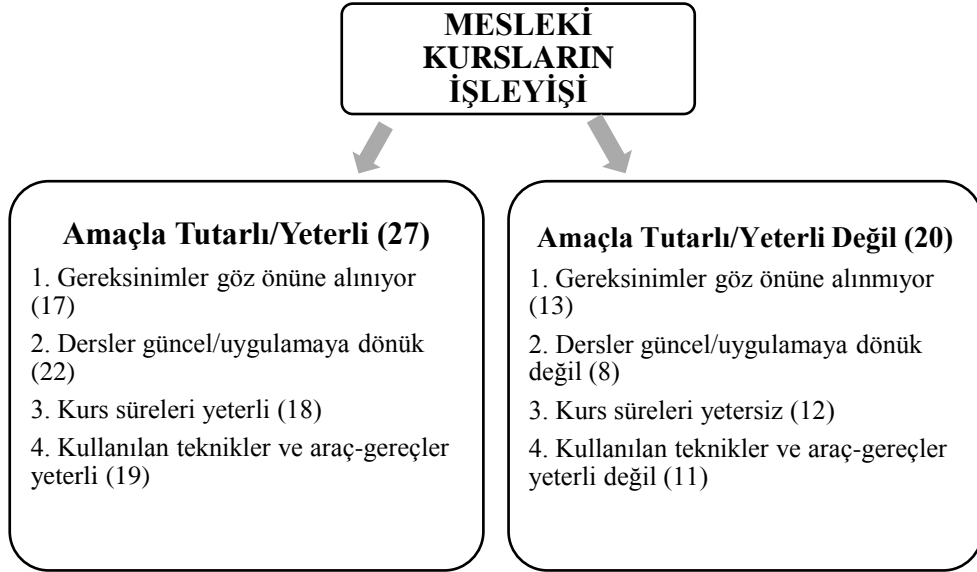 MESLEKİ
KURSLARIN
İŞLEYİŞİ
Amaçla Tutarlı/Yeterli (27)
1. Gereksinimler göz önüne alınıyor
(17)
2. Dersler güncel/uygulamaya dönük
(22)
3. Kurs süreleri yeterli (18)
4. Kullanılan teknikler ve araç-gereçler
yeterli (19)
Amaçla Tutarlı/Yeterli Değil (20)
1. Gereksinimler göz önüne alınmıyor
(13)
2. Dersler güncel/uygulamaya dönük
değil (8)
3. Kurs süreleri yetersiz (12)
4. Kullanılan teknikler ve araç-gereçler
yeterli değil (11)